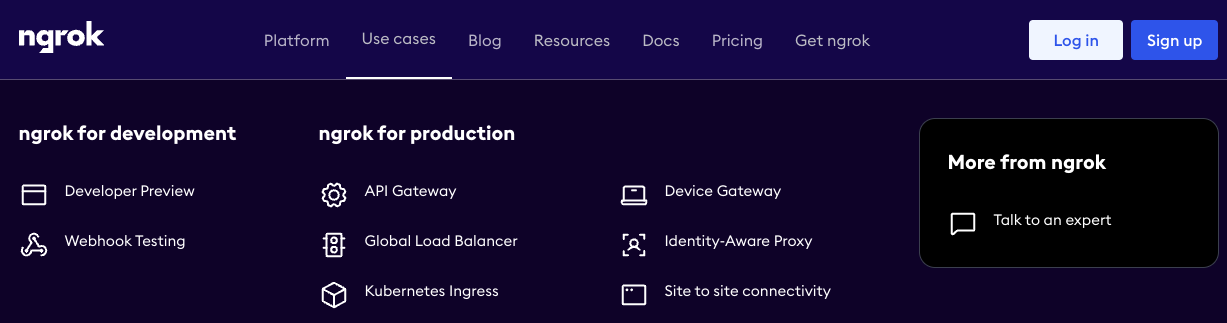 ngrok
Platform
Use cases
Blog
Resources
Docs
Pricing
Get ngrok
Log in
Sign up
ngrok for development
Developer Preview
Webhook Testing
ngrok for production
API Gateway
Global Load Balancer
Kubernetes Ingress
Device Gateway
Identity-Aware Proxy
Site to site connectivity
More from ngrok
Talk to an expert